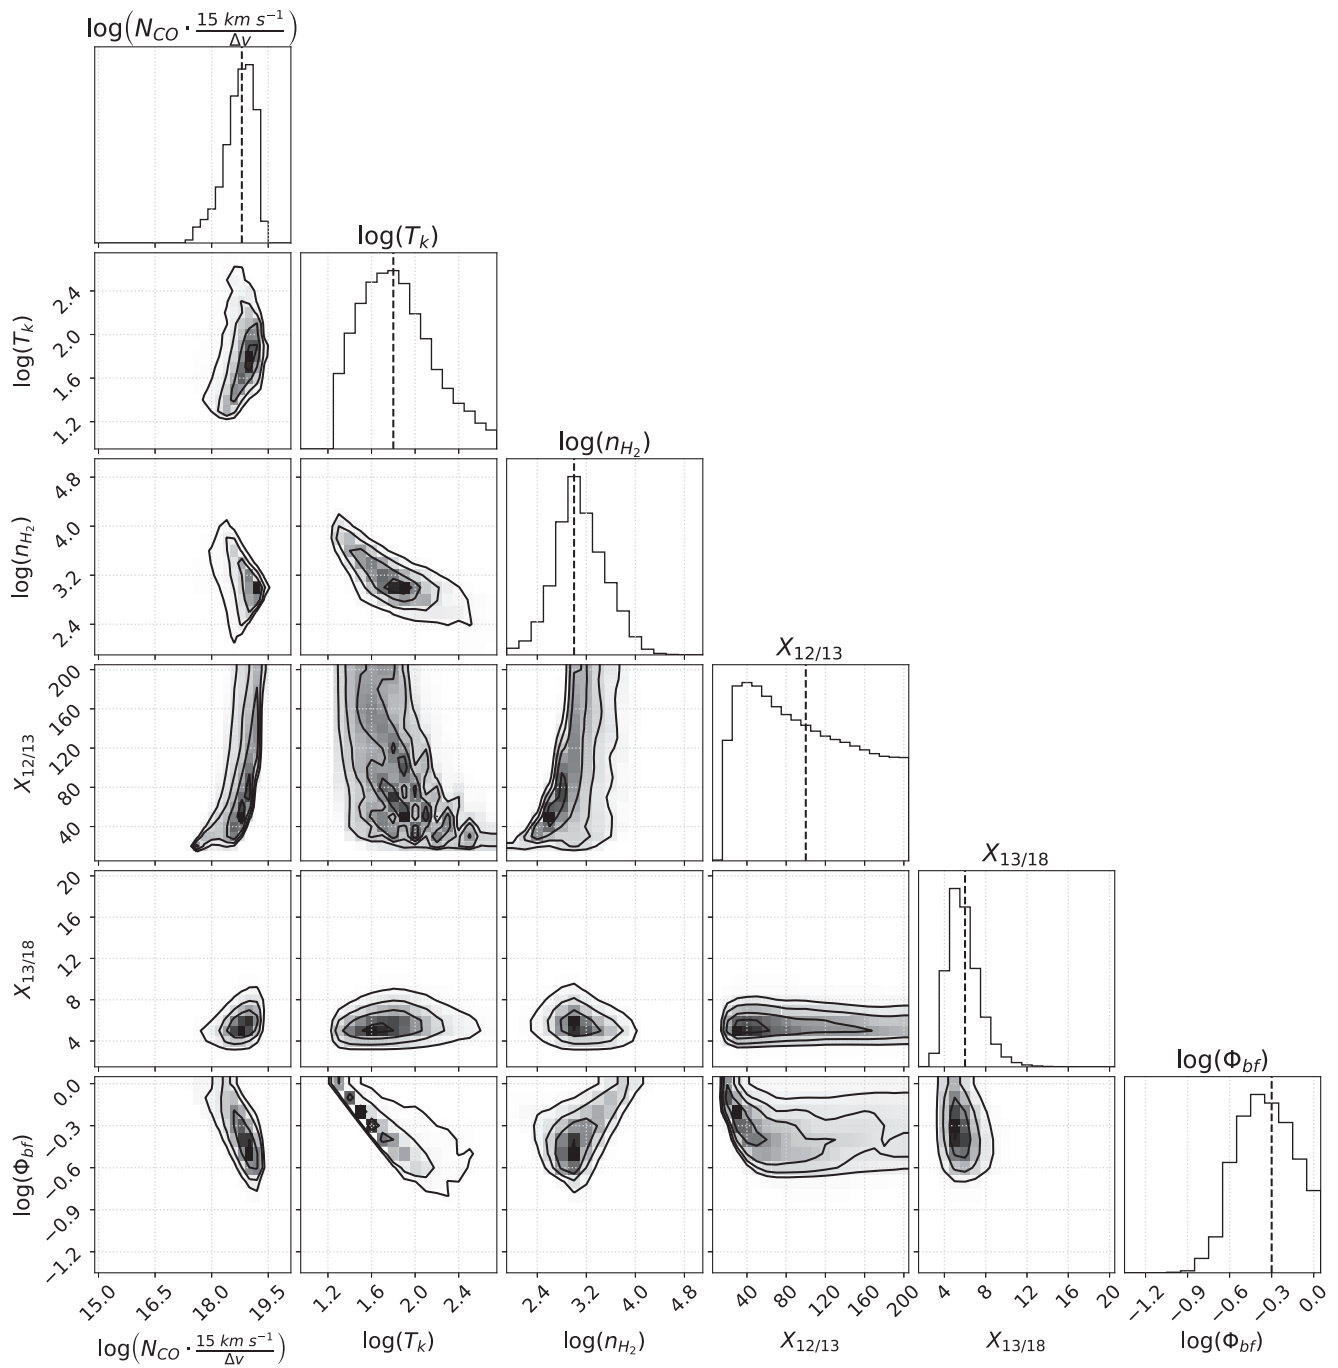 log(N_CO · 15 km s⁻¹ / Δv)
log(T_k)
2.4
2.0
1.6
1.2
log(T_k)
log(n_H₂)
4.8
4.0
3.2
2.4
log(n_H₂)
X_12/13
200
160
120
80
40
X_12/13
X_13/18
20
16
12
8
4
X_13/18
log(Φ_bf)
0.0
−0.3
−0.6
−0.9
−1.2
log(Φ_bf)
15.0 16.5 18.0 19.5 1.2 1.6 2.0 2.4 2.4 3.2 4.0 4.8 40 80 120 160 200 4 8 12 16 20 −1.2 −0.9 −0.6 −0.3 0.0
log(N_CO · 15 km s⁻¹ / Δv) log(T_k) log(n_H₂) X_12/13 X_13/18 log(Φ_bf)